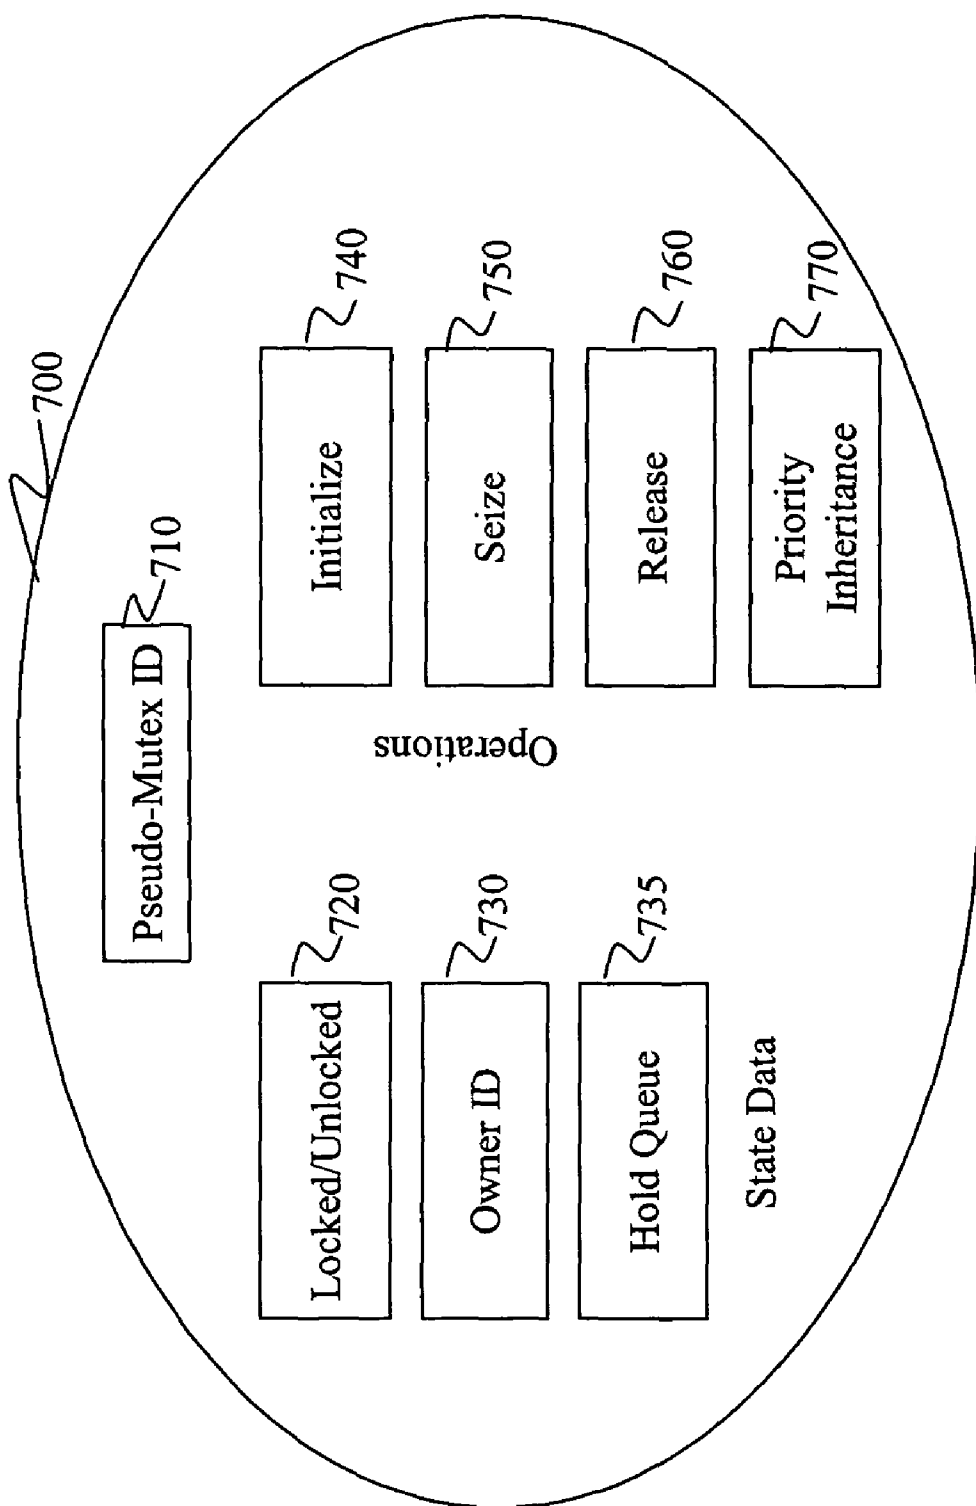 700
Pseudo-Mutex ID
710
Locked/Unlocked
720
Owner ID
730
Hold Queue
735
State Data
Operations
Initialize
740
Seize
750
Release
760
Priority
Inheritance
770